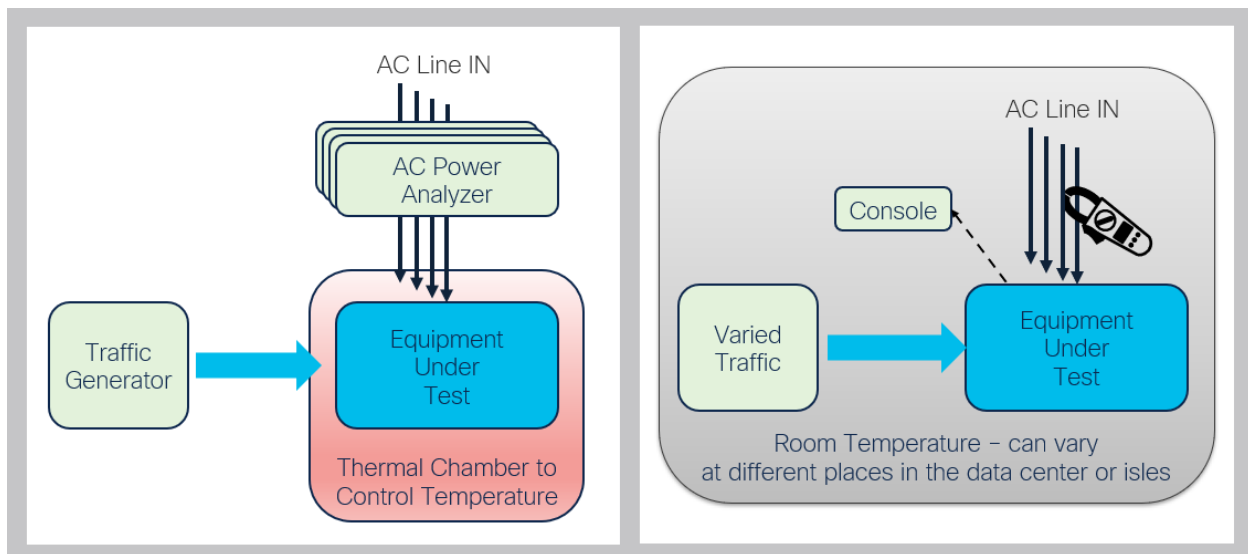 AC Line IN
AC Power
Analyzer
Traffic
Generator
Equipment
Under
Test
Thermal Chamber to
Control Temperature
AC Line IN
Console
Varied
Traffic
Equipment
Under
Test
Room Temperature – can vary
at different places in the data center or isles